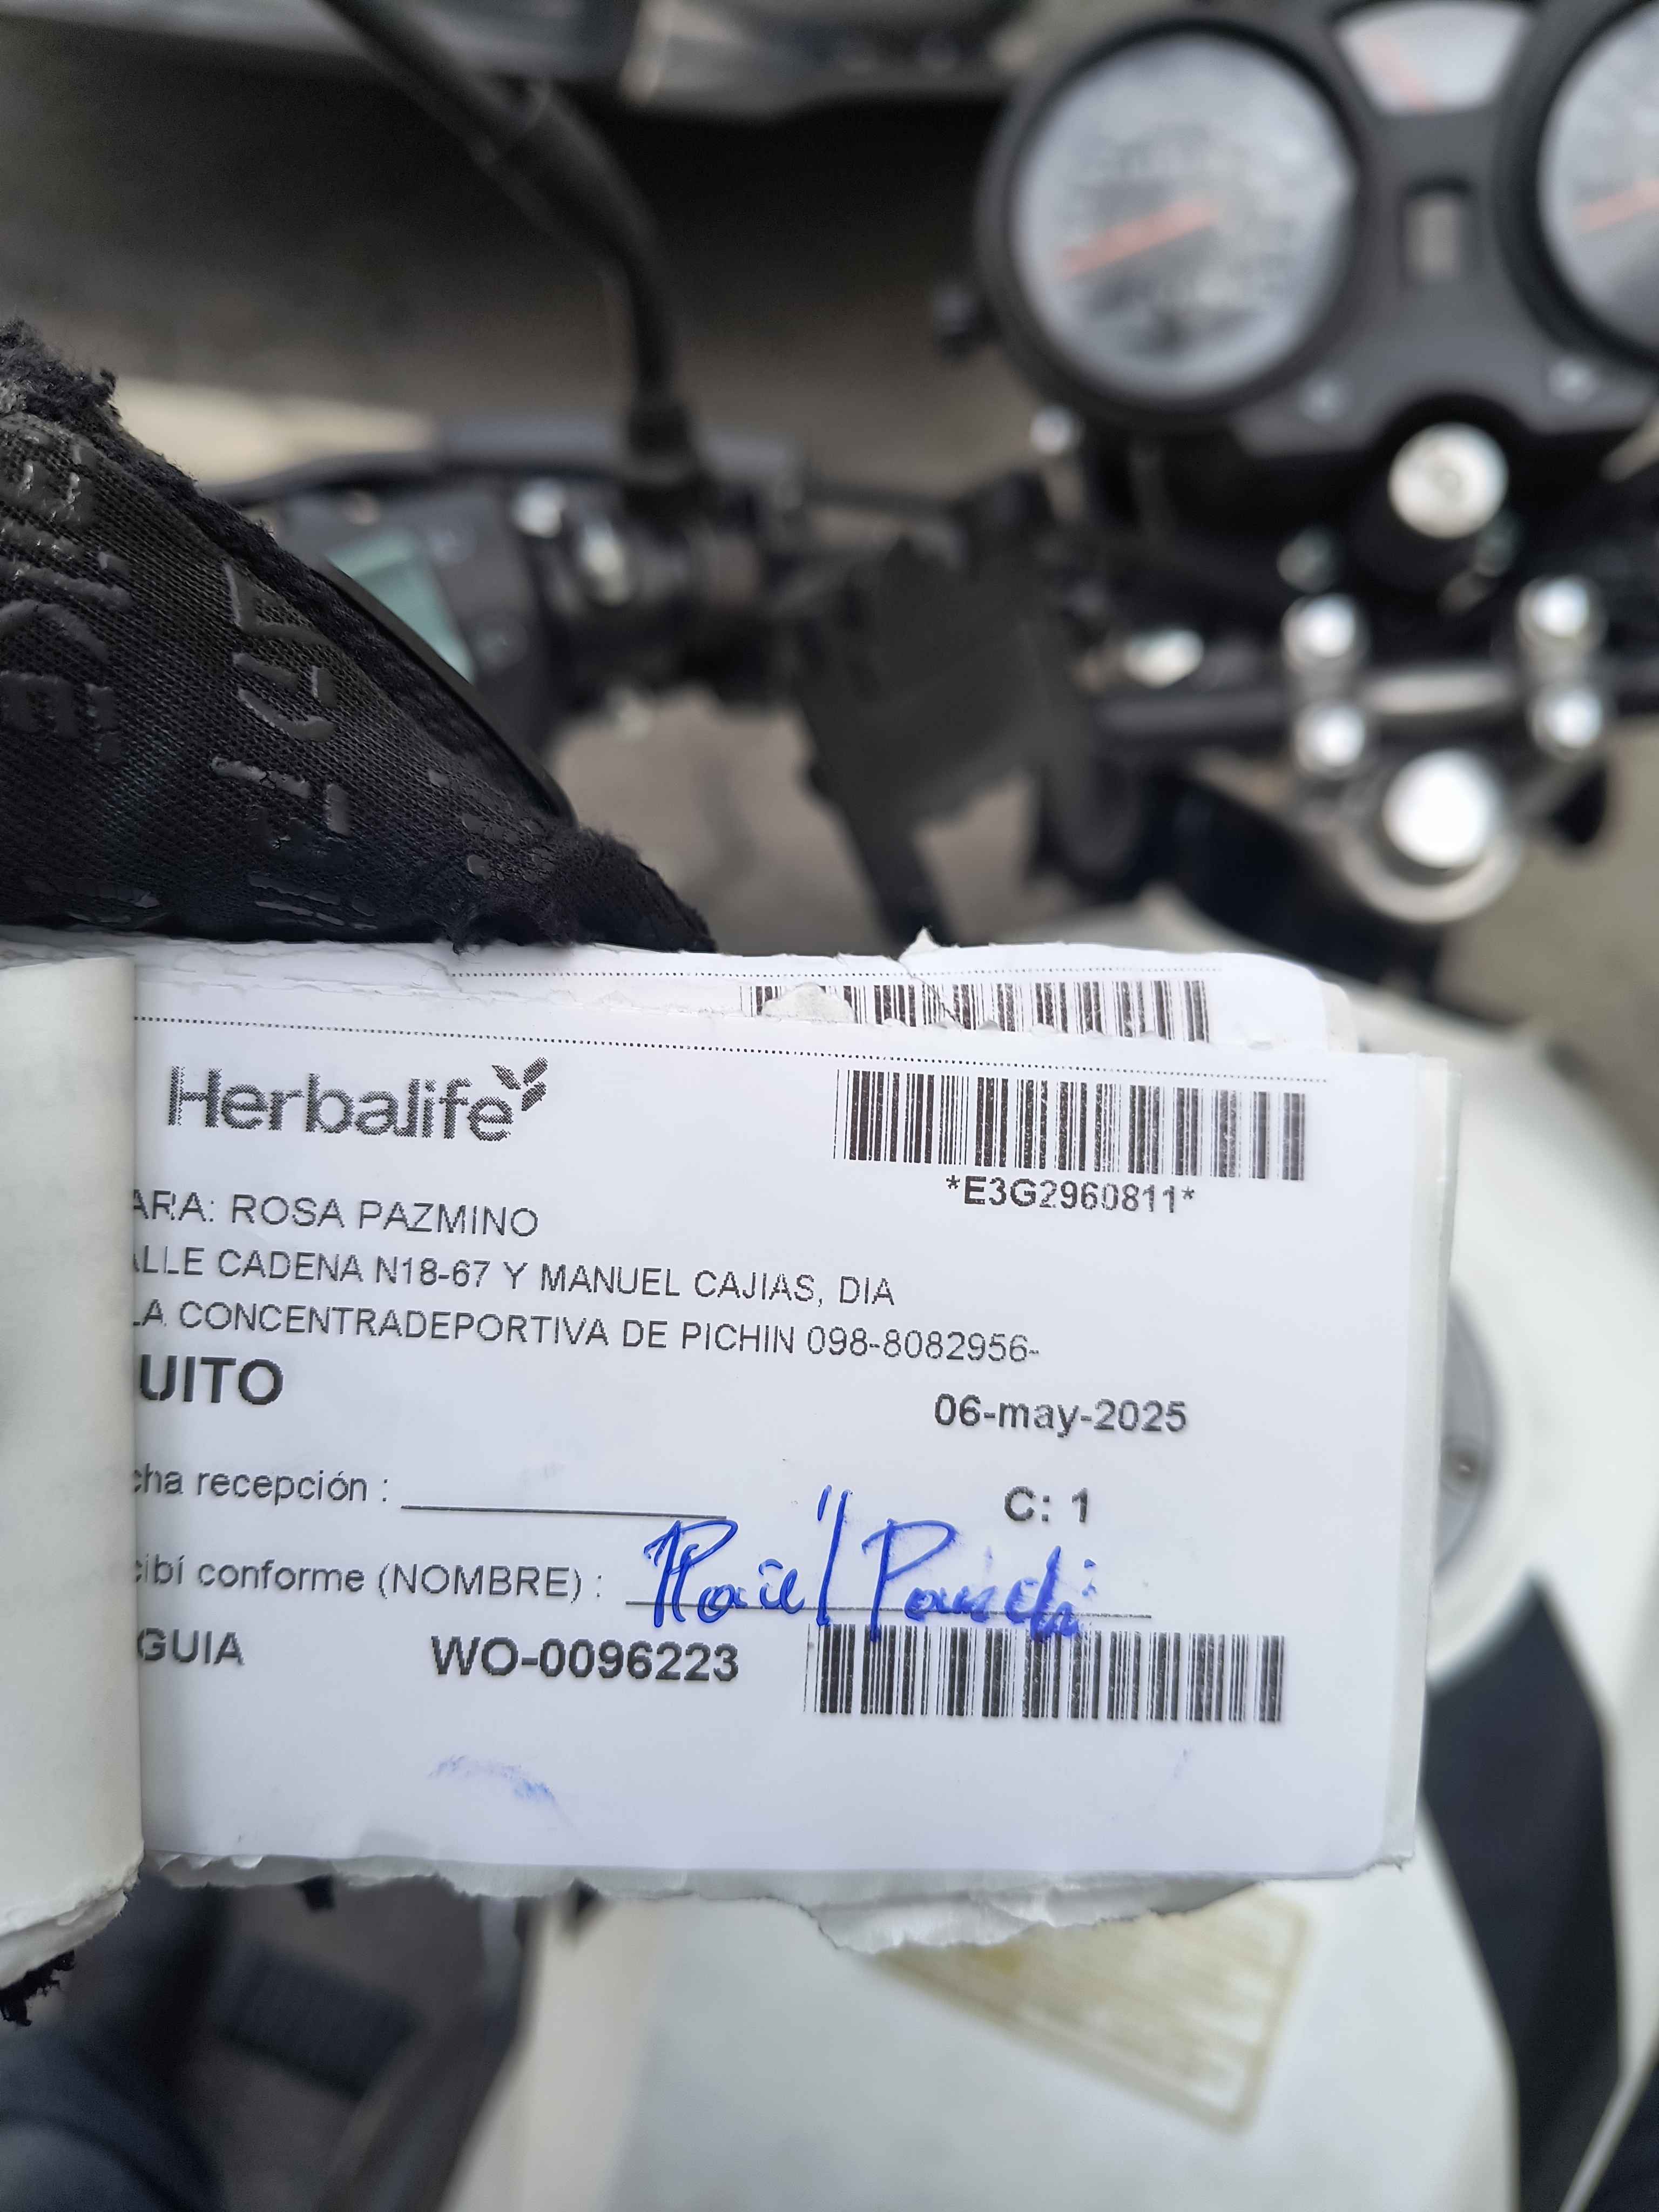 Herbalife
*E3G2960811*
ARA: ROSA PAZMINO
ALLE CADENA N18-67 Y MANUEL CAJIAS, DIA
LA CONCENTRADEPORTIVA DE PICHIN 098-8082956-
UITO
06-may-2025
cha recepción :
C: 1
cibí conforme (NOMBRE) : Raúl
GUIA WO-0096223